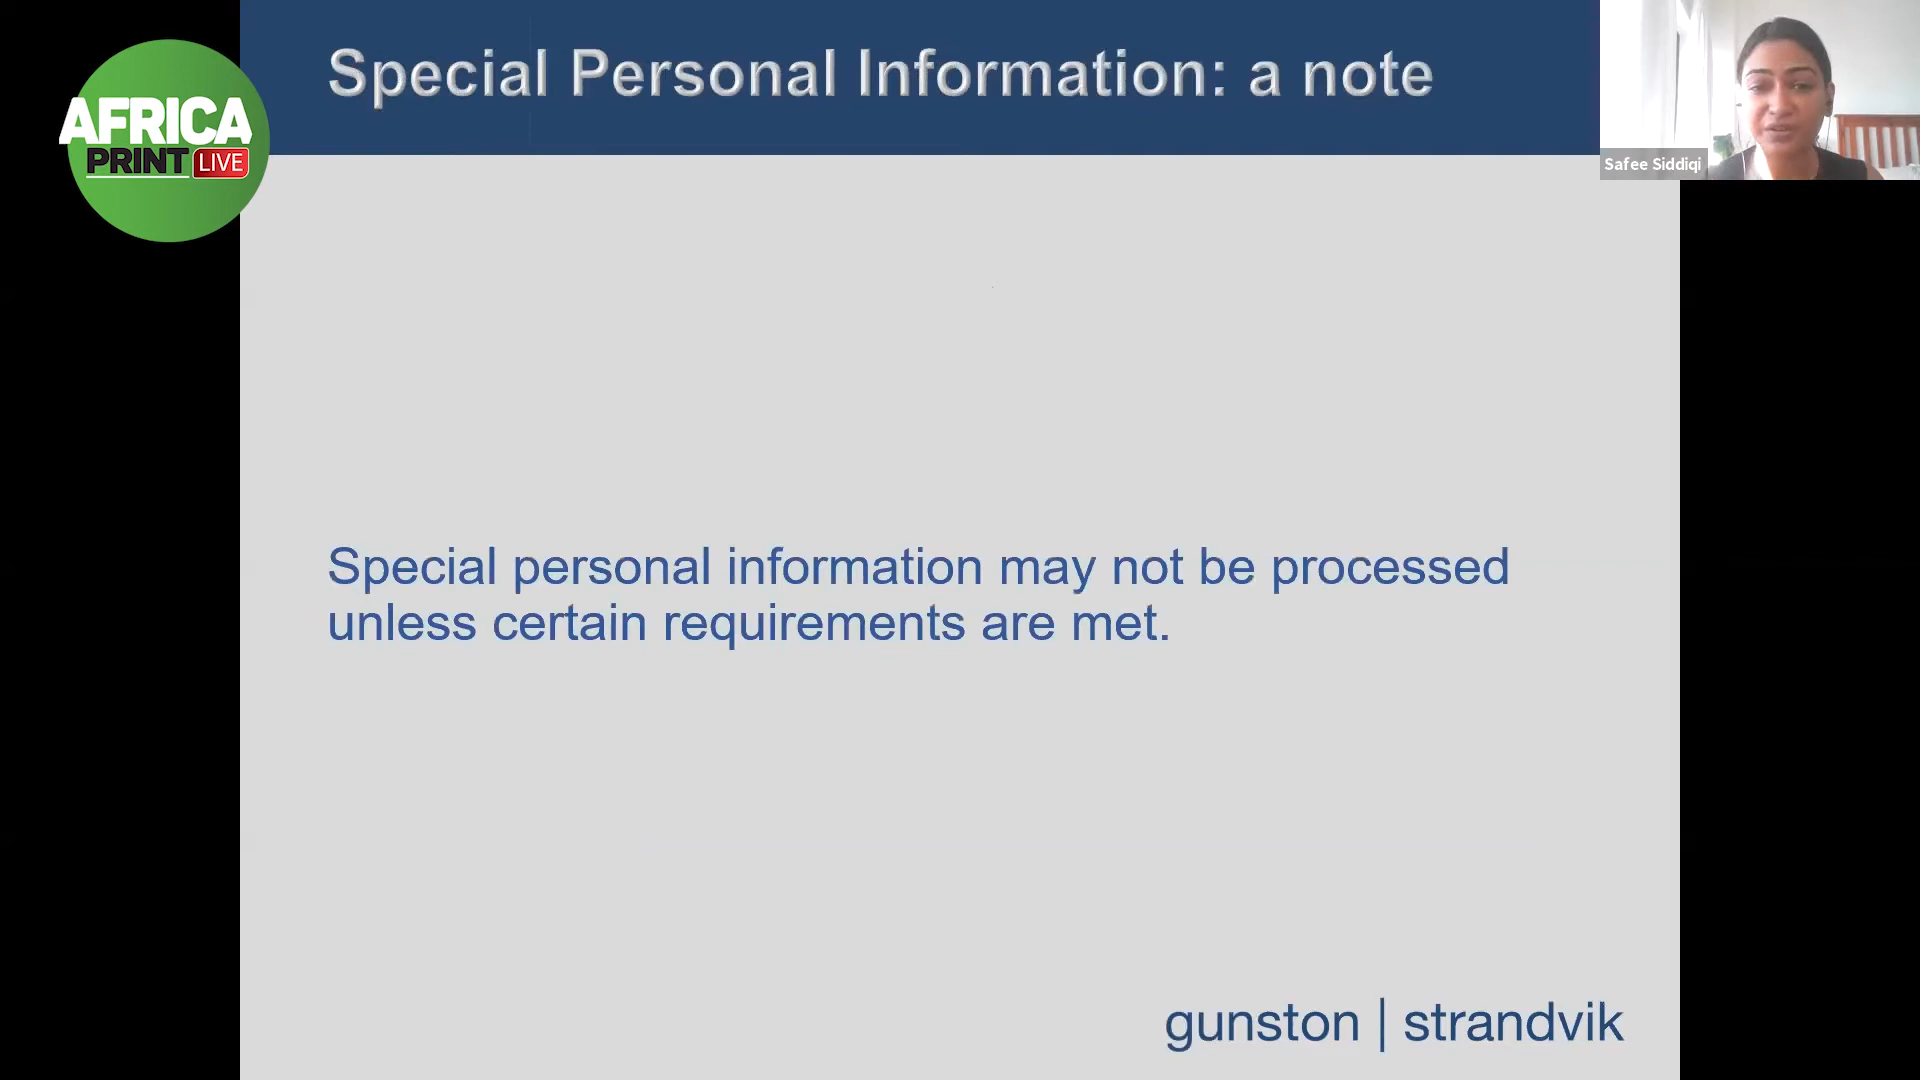 Special Personal Information: a note
AFRICA
PRINT LIVE
Safee Siddiqi
Special personal information may not be processed
unless certain requirements are met.
gunston | strandvik